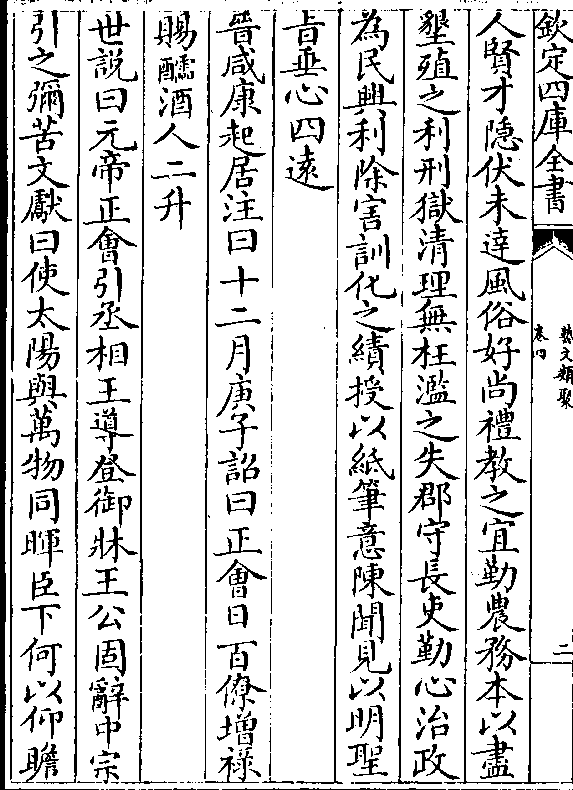 欽定四庫全書
藝文類聚
卷四
二
人賢才隱伏未達風俗好尚禮教之宜勤農務本以盡
墾殖之利刑獄清理無枉濫之失郡守長吏勤心治政
為民興利除害訓化之績授以紙筆意陳聞見以明聖
㫖垂心四逺
晉咸康起居注曰十二月庚子詔曰正會日百僚增祿
賜醽酒人二升
世説曰元帝正會引丞相王導登御牀王公固辭中宗
引之彌苦文獻曰使太陽與萬物同暉臣下何以仰瞻